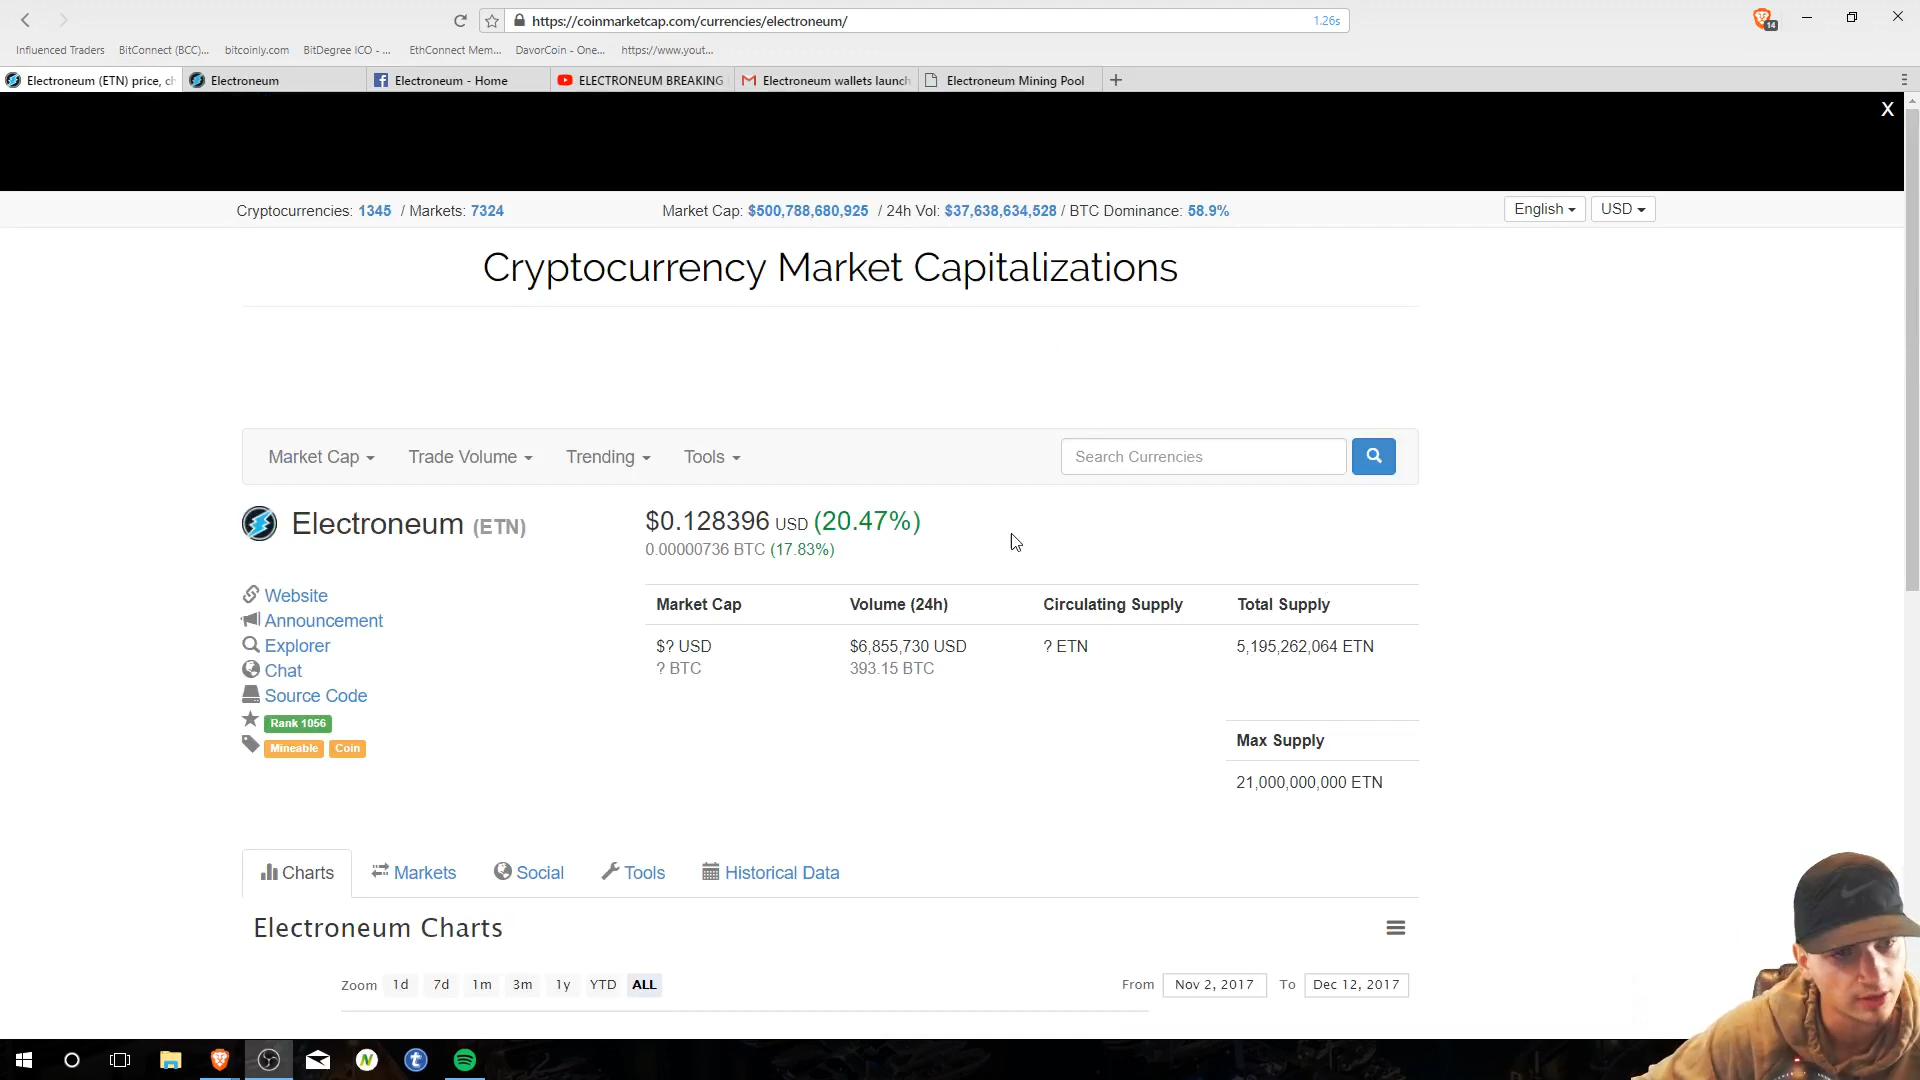 https://coinmarketcap.com/currencies/electroneum/
1.26s
14
Influenced Traders BitConnect (BCC)... bitcoinly.com BitDegree ICO - ... EthConnect Mem... DavorCoin - One... https://www.yout...
Electroneum (ETN) price, ch Electroneum Electroneum - Home ELECTRONEUM BREAKING Electroneum wallets launch Electroneum Mining Pool
X
Cryptocurrencies: 1345 / Markets: 7324 Market Cap: $500,788,680,925 / 24h Vol: $37,638,634,528 / BTC Dominance: 58.9% English USD
Cryptocurrency Market Capitalizations
Market Cap Trade Volume Trending Tools Search Currencies
Electroneum (ETN) $0.128396 USD (20.47%)
0.00000736 BTC (17.83%)
Website
Announcement
Explorer
Chat
Source Code
Rank 1056
Mineable Coin
Market Cap Volume (24h) Circulating Supply Total Supply
$? USD $6,855,730 USD ? ETN 5,195,262,064 ETN
? BTC 393.15 BTC
Max Supply
21,000,000,000 ETN
Charts Markets Social Tools Historical Data
Electroneum Charts
Zoom 1d 7d 1m 3m 1y YTD ALL From Nov 2, 2017 To Dec 12, 2017